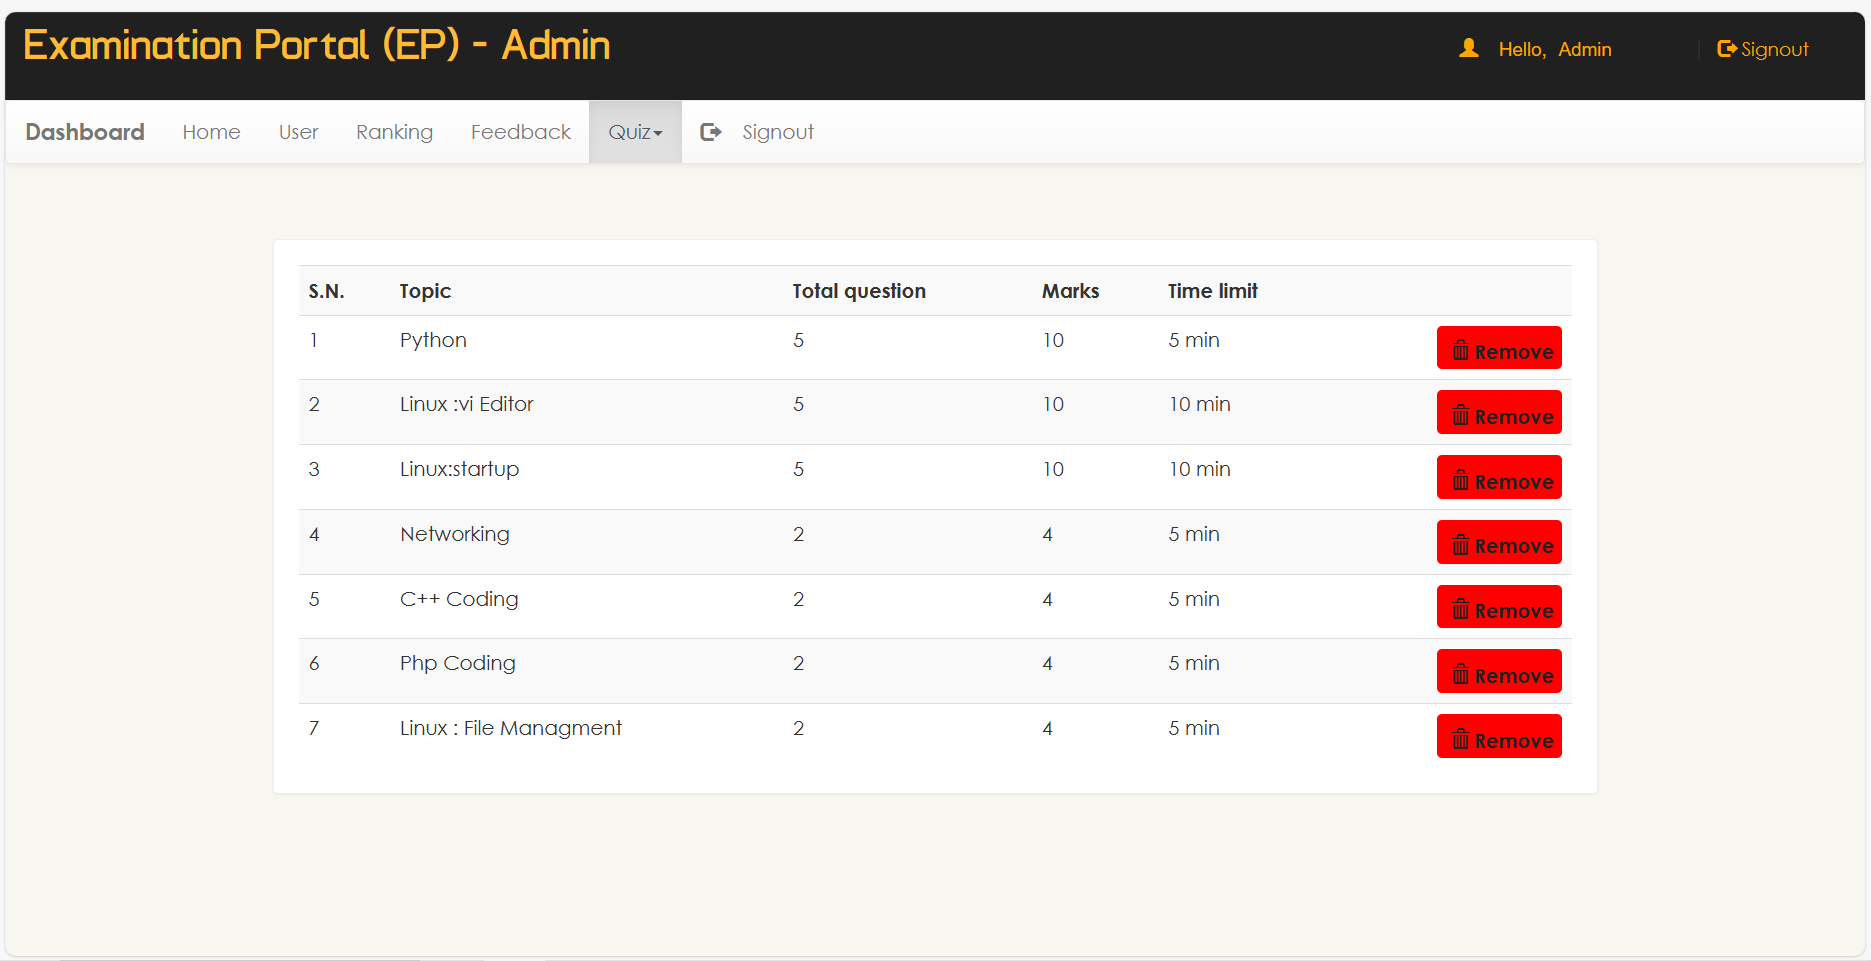 Examination Portal (EP) - Admin
Hello, Admin | Signout
Dashboard Home User Ranking Feedback Quiz Signout
S.N. Topic Total question Marks Time limit
1 Python 5 10 5 min Remove
2 Linux :vi Editor 5 10 10 min Remove
3 Linux:startup 5 10 10 min Remove
4 Networking 2 4 5 min Remove
5 C++ Coding 2 4 5 min Remove
6 Php Coding 2 4 5 min Remove
7 Linux : File Managment 2 4 5 min Remove